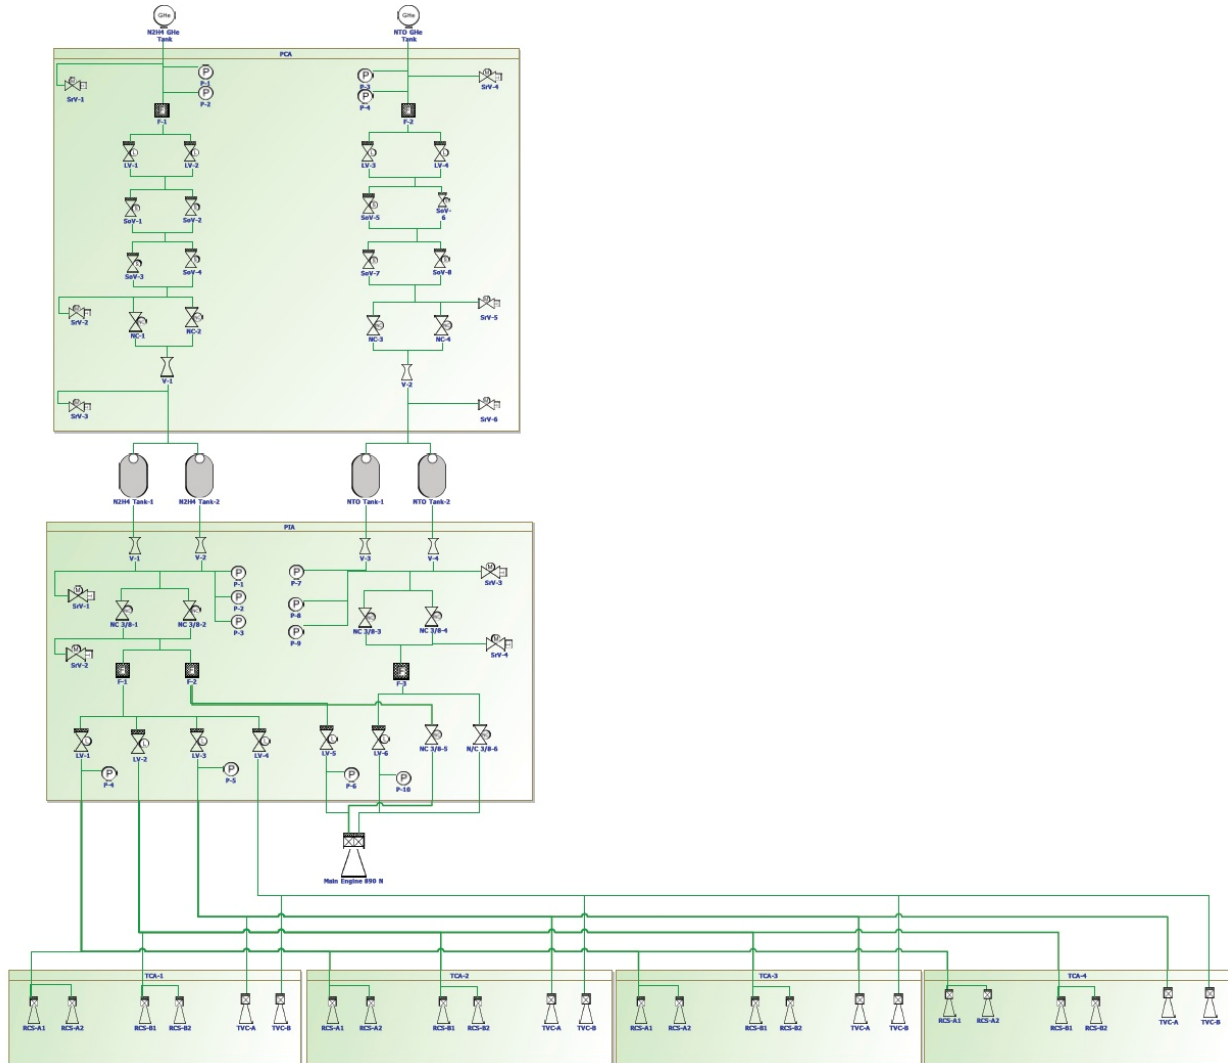 GHe
GHe
N2H4 GHe
Tank
NTO GHe
Tank
PCA
P
P-1
P
P-2
SrV-1
P
P-3
P
P-4
SrV-4
F-1
F-2
LV-1
LV-2
LV-3
LV-4
SoV-1
SoV-2
SoV-5
SoV-
6
SoV-3
SoV-4
SoV-7
SoV-8
SrV-2
SrV-5
NC-1
NC-2
NC-3
NC-4
V-1
V-2
SrV-3
SrV-6
N2H4 Tank-1
N2H4 Tank-2
NTO Tank-1
NTO Tank-2
PIA
V-1
V-2
V-3
V-4
P
P-1
P
P-2
P
P-3
P
P-7
P
P-8
P
P-9
SrV-1
SrV-3
NC 3/8-1
NC 3/8-2
NC 3/8-3
NC 3/8-4
SrV-2
SrV-4
F-1
F-2
F-3
LV-1
LV-2
LV-3
LV-4
LV-5
LV-6
NC 3/8-5
N/C 3/8-6
P
P-4
P
P-5
P
P-6
P
P-10
Main Engine 890 N
TCA-1
TCA-2
TCA-3
TCA-4
RCS-A1
RCS-A2
RCS-B1
RCS-B2
TVC-A
TVC-B
RCS-A1
RCS-A2
RCS-B1
RCS-B2
TVC-A
TVC-B
RCS-A1
RCS-A2
RCS-B1
RCS-B2
TVC-A
TVC-B
RCS-A1
RCS-A2
RCS-B1
RCS-B2
TVC-A
TVC-B